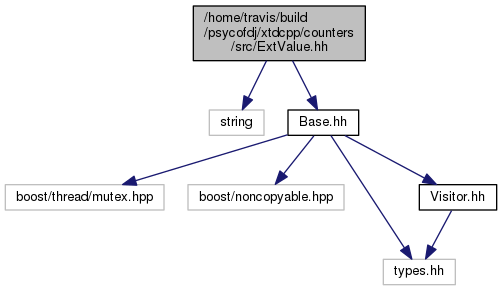 /home/travis/build
/psycofdj/xtdcpp/counters
/src/ExtValue.hh
string
Base.hh
boost/thread/mutex.hpp
boost/noncopyable.hpp
Visitor.hh
types.hh